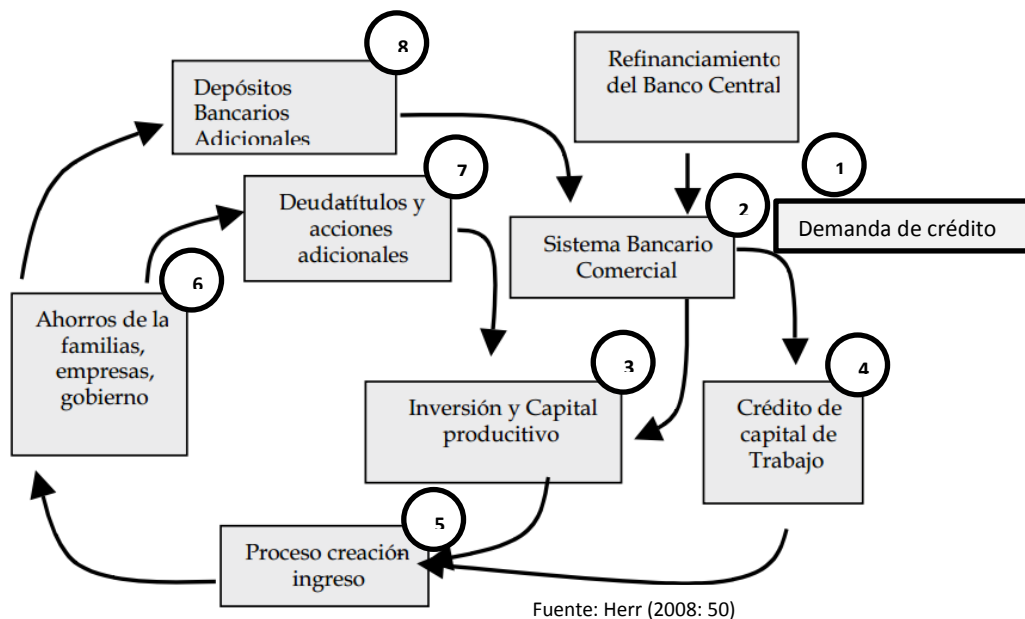 8
Depósitos
Bancarios
Adicionales
Refinanciamiento
del Banco Central
7
Deudatítulos y
acciones
adicionales
1
Demanda de crédito
2
Sistema Bancario
Comercial
6
Ahorros de la
familias,
empresas,
gobierno
3
Inversión y Capital
producitivo
4
Crédito de
capital de
Trabajo
5
Proceso creación
ingreso
Fuente: Herr (2008: 50)